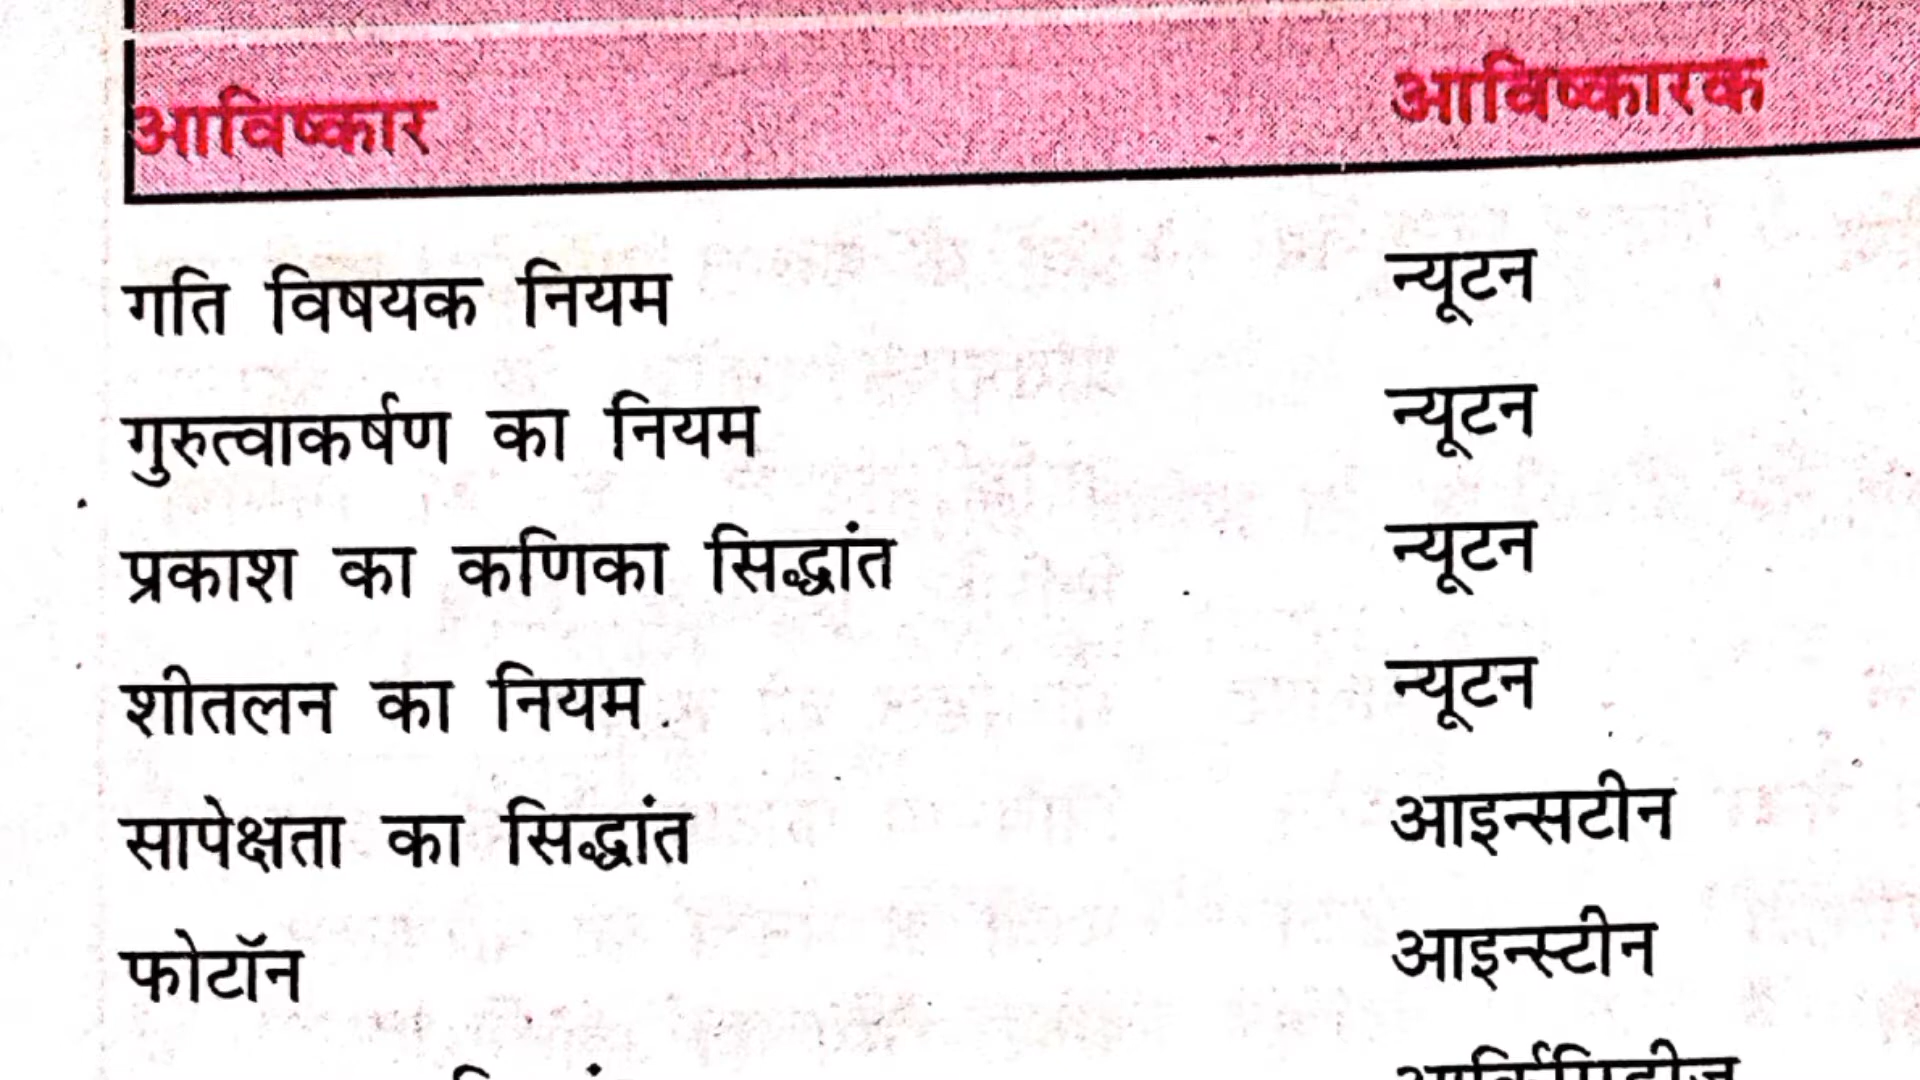 आविष्कार आविष्कारक
गति विषयक नियम न्यूटन
गुरुत्वाकर्षण का नियम न्यूटन
प्रकाश का कणिका सिद्धांत न्यूटन
शीतलन का नियम न्यूटन
सापेक्षता का सिद्धांत आइन्सटीन
फोटॉन आइन्स्टीन